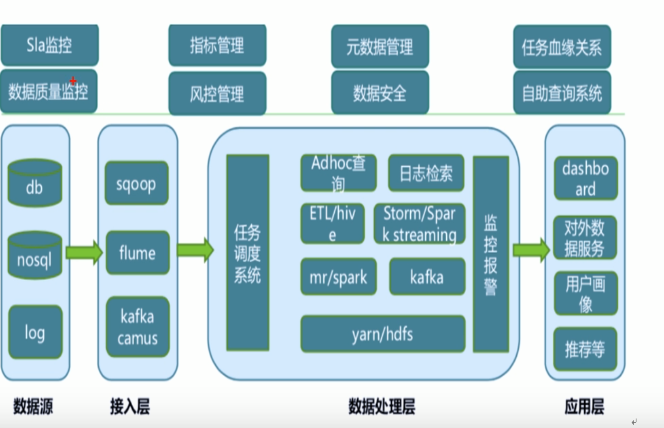 Sla监控
指标管理
元数据管理
任务血缘关系
数据质量监控
风控管理
数据安全
自助查询系统
db
nosql
log
sqoop
flume
kafka
camus
任务
调度
系统
Adhoc查
询
日志检索
ETL/hiv
e
Storm/Spar
k streaming
mr/spark
kafka
yarn/hdfs
监
控
报
警
dashbo
ard
对外数
据服务
用户画
像
推荐等
数据源
接入层
数据处理层
应用层